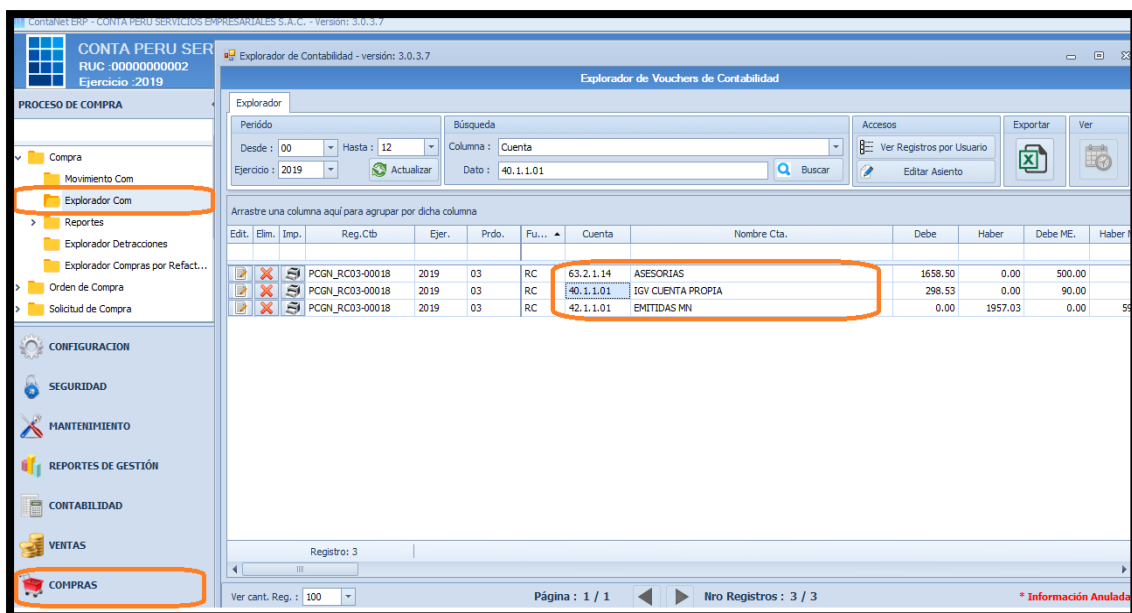 ContaNet ERP - CONTA PERU SERVICIOS EMPRESARIALES S.A.C. - Versión: 3.0.3.7
CONTA PERU SER
RUC :00000000002
Ejercicio :2019
PROCESO DE COMPRA
Compra
Movimiento Com
Explorador Com
Reportes
Explorador Detracciones
Explorador Compras por Refact...
Orden de Compra
Solicitud de Compra
CONFIGURACION
SEGURIDAD
MANTENIMIENTO
REPORTES DE GESTIÓN
CONTABILIDAD
VENTAS
COMPRAS
Explorador de Contabilidad - versión: 3.0.3.7
Explorador de Vouchers de Contabilidad
Explorador
Periódo
Desde : 00 Hasta : 12
Ejercicio : 2019 Actualizar
Búsqueda
Columna : Cuenta
Dato : 40.1.1.01 Buscar
Accesos
Ver Registros por Usuario
Editar Asiento
Exportar
Ver
Arrastre una columna aquí para agrupar por dicha columna
Edit. Elim. Imp. Reg.Ctb Ejer. Prdo. Fu... Cuenta Nombre Cta. Debe Haber Debe ME. Haber
PCGN_RC03-00018 2019 03 RC 63.2.1.14 ASESORIAS 1658.50 0.00 500.00
PCGN_RC03-00018 2019 03 RC 40.1.1.01 IGV CUENTA PROPIA 298.53 0.00 90.00
PCGN_RC03-00018 2019 03 RC 42.1.1.01 EMITIDAS MN 0.00 1957.03 0.00 59
Registro: 3
Ver cant. Reg. : 100 Página : 1 / 1 Nro Registros : 3 / 3 * Información Anulada